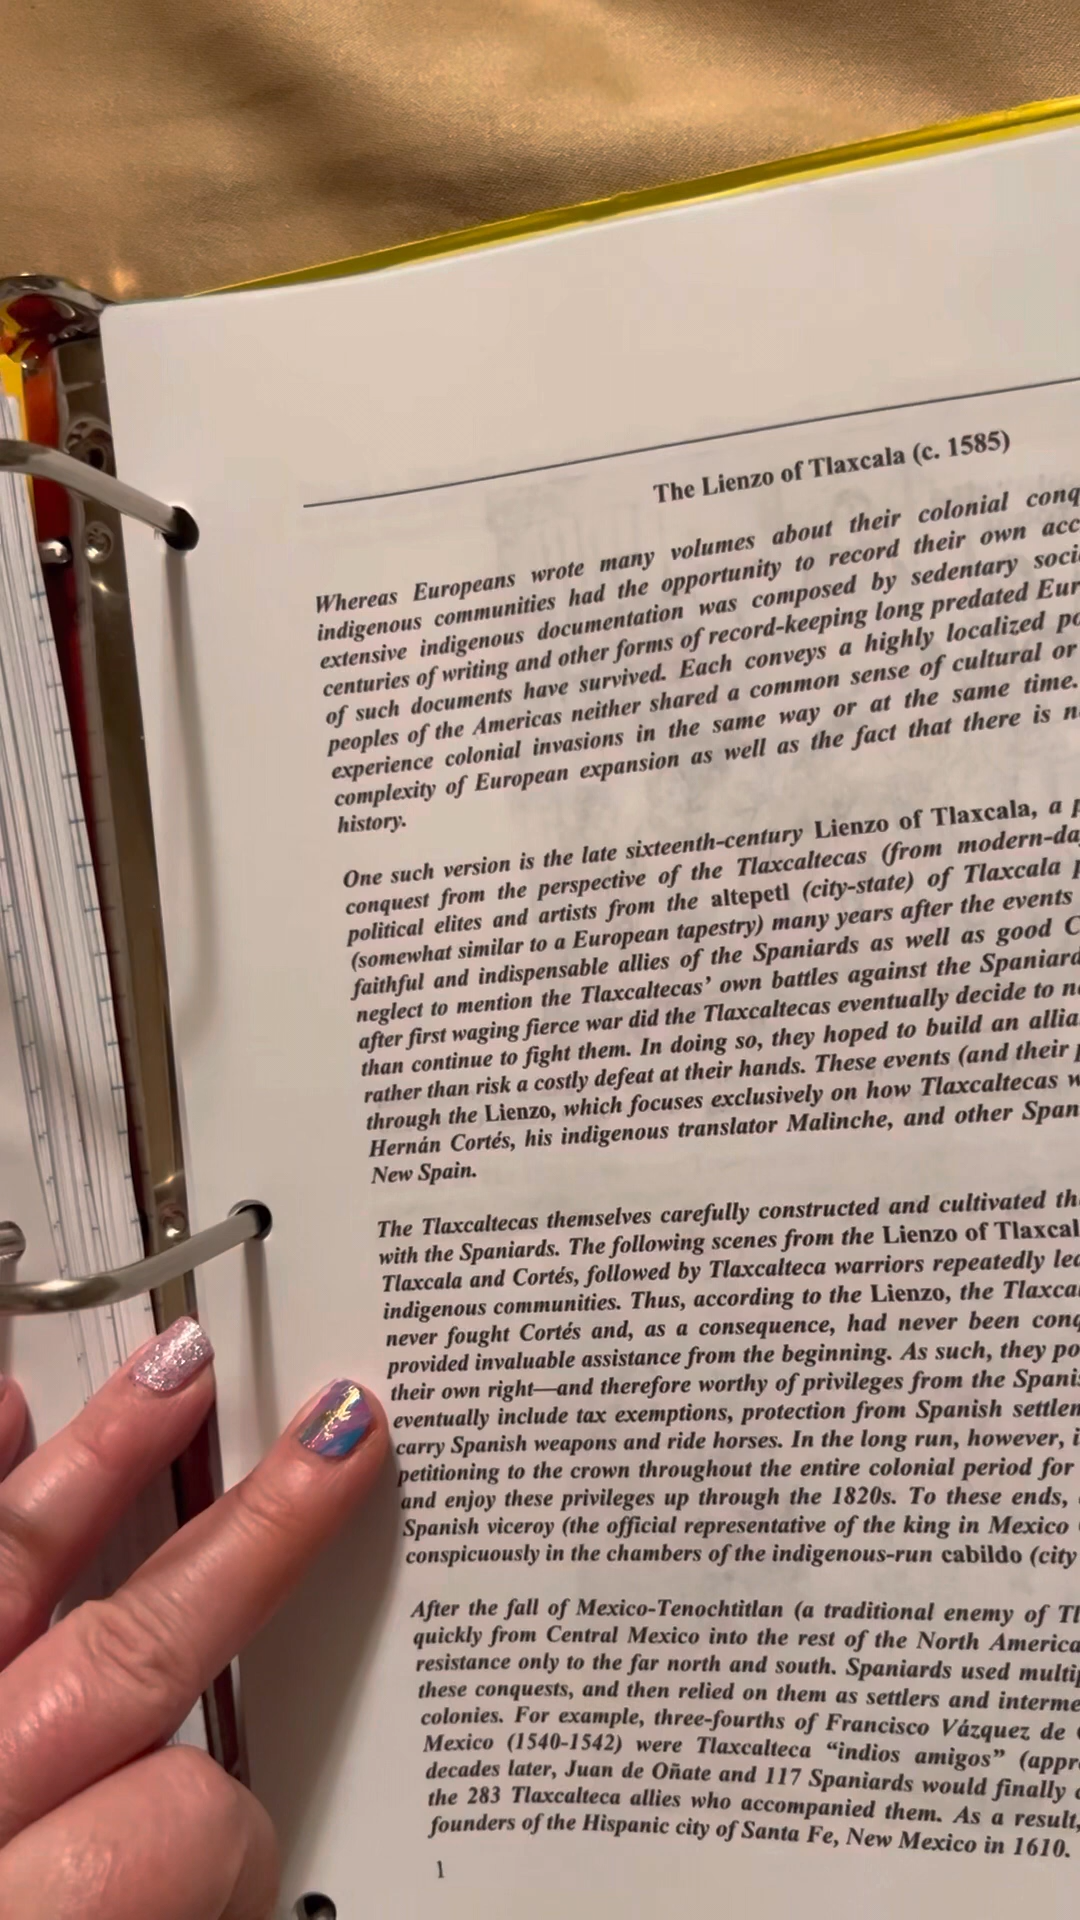 The Lienzo of Tlaxcala (c. 1585)
Whereas Europeans wrote many volumes about their colonial
indigenous communities had the opportunity to record their own
extensive indigenous documentation was composed by sedentary
centuries of writing and other forms of record-keeping long predated
of such documents have survived. Each conveys a highly localized
peoples of the Americas neither shared a common sense of cultural or
experience colonial invasions in the same way or at the same time.
complexity of European expansion as well as the fact that there is
history.
One such version is the late sixteenth-century Lienzo of Tlaxcala, a
conquest from the perspective of the Tlaxcaltecas (from
political elites and artists from the altepetl (city-state) of Tlaxcala
(somewhat similar to a European tapestry) many years after the events
faithful and indispensable allies of the Spaniards as well as good
neglect to mention the Tlaxcaltecas' own battles against the
after first waging fierce war did the Tlaxcaltecas eventually decide to
than continue to fight them. In doing so, they hoped to build an
rather than risk a costly defeat at their hands. These events (and their
through the Lienzo, which focuses exclusively on how Tlaxcaltecas
Hernán Cortés, his indigenous translator Malinche, and other
New Spain.
The Tlaxcaltecas themselves carefully constructed and cultivated
with the Spaniards. The following scenes from the Lienzo of
Tlaxcala and Cortés, followed by Tlaxcalteca warriors repeatedly
indigenous communities. Thus, according to the Lienzo, the
never fought Cortés and, as a consequence, had never been
provided invaluable assistance from the beginning. As such, they
their own right—and therefore worthy of privileges from the
eventually include tax exemptions, protection from Spanish
carry Spanish weapons and ride horses. In the long run, however,
petitioning to the crown throughout the entire colonial period for
and enjoy these privileges up through the 1820s. To these ends,
Spanish viceroy (the official representative of the king in Mexico
conspicuously in the chambers of the indigenous-run cabildo (city
After the fall of Mexico-Tenochtitlan (a traditional enemy of
quickly from Central Mexico into the rest of the North
resistance only to the far north and south. Spaniards used
these conquests, and then relied on them as settlers and
colonies. For example, three-fourths of Francisco Vázquez de
Mexico (1540-1542) were Tlaxcalteca "indios amigos"
decades later, Juan de Oñate and 117 Spaniards would finally
the 283 Tlaxcalteca allies who accompanied them. As a result,
founders of the Hispanic city of Santa Fe, New Mexico in 1610.
1